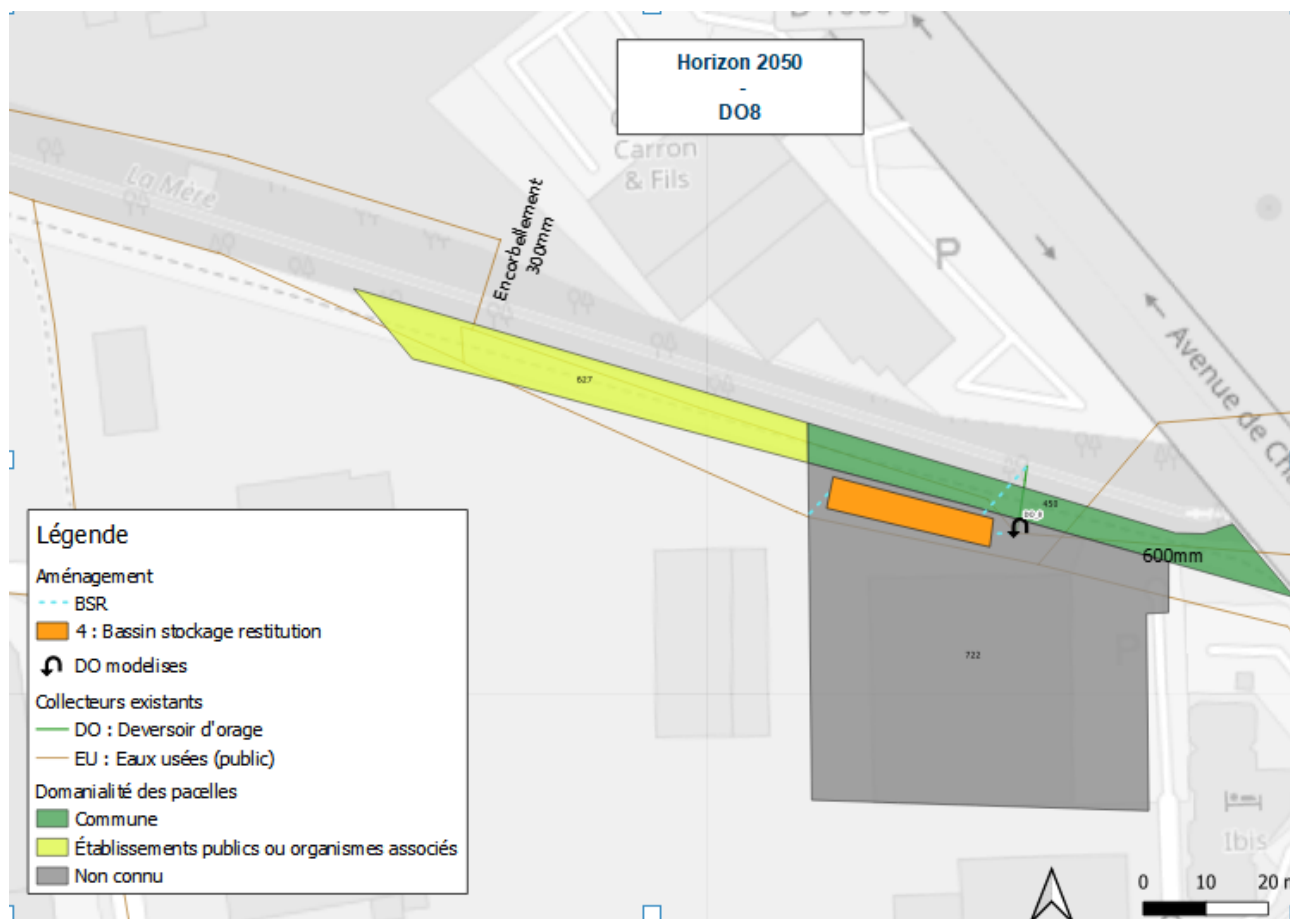 Horizon 2050
-
DO8
Carron
& Fils
La Mère
Encorbellement
300mm
P
Avenue de Ch
627
450
DO_8
600mm
722
P
Ibis
Légende
Aménagement
BSR
4 : Bassin stockage restitution
DO modelises
Collecteurs existants
DO : Deversoir d'orage
EU : Eaux usées (public)
Domanialité des pacelles
Commune
Établissements publics ou organismes associés
Non connu
0 10 20 m